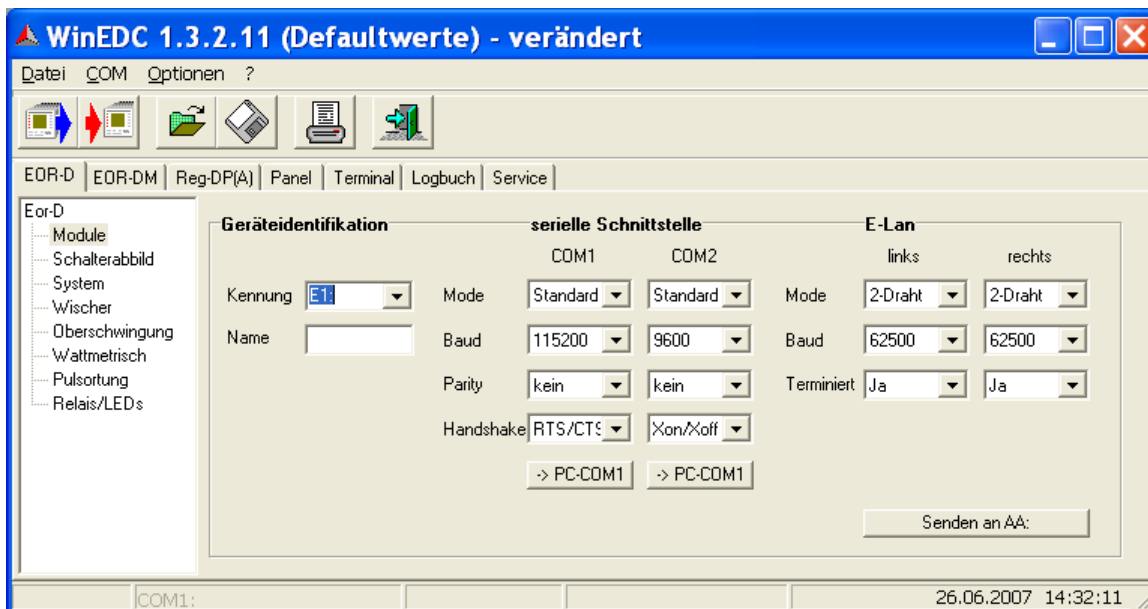 WinEDC 1.3.2.11 (Defaultwerte) - verändert
Datei COM Optionen ?
EOR-D EOR-DM Reg-DP(A) Panel Terminal Logbuch Service
Eor-D
Module
Schalterabbild
System
Wischer
Oberschwingung
Wattmetrisch
Pulsortung
Relais/LEDs
Geräteidentifikation serielle Schnittstelle E-Lan
COM1 COM2 links rechts
Kennung E1: Mode Standard Standard Mode 2-Draht 2-Draht
Name Baud 115200 9600 Baud 62500 62500
Parity kein kein Terminiert Ja Ja
Handshake RTS/CTS Xon/Xoff
-> PC-COM1 -> PC-COM1
Senden an AA:
COM1: 26.06.2007 14:32:11